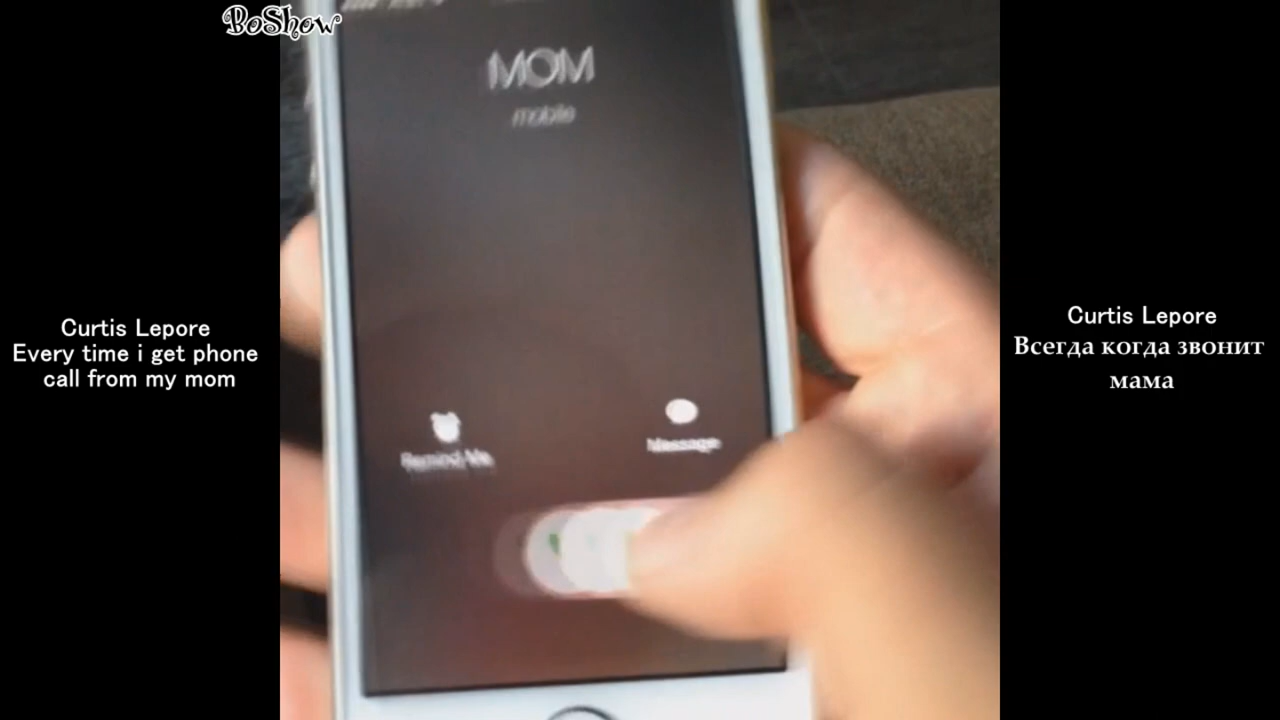 BoShow
MOM
mobile
Curtis Lepore
Every time i get phone
call from my mom
Curtis Lepore
Всегда когда звонит
мама
Remind Me
Message